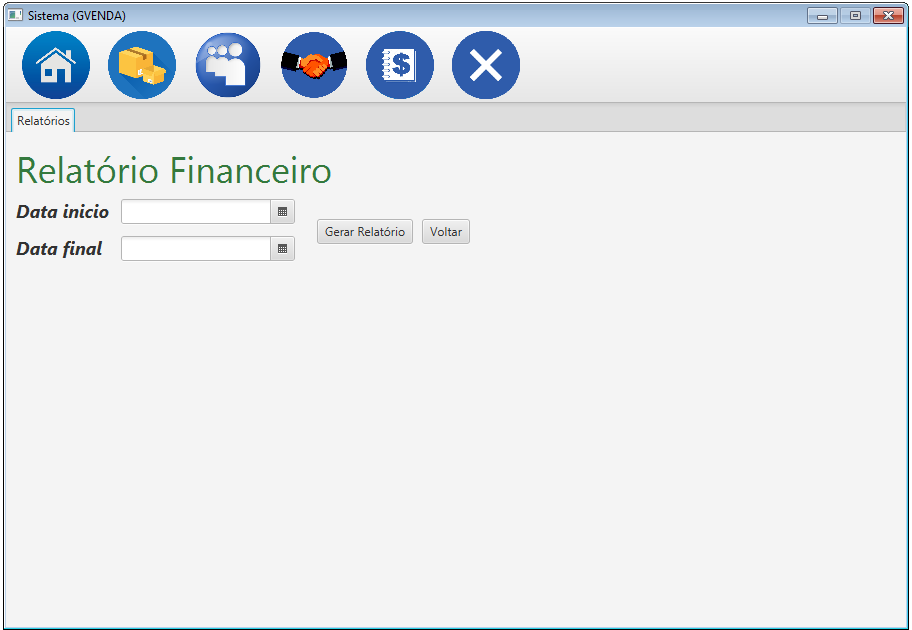 Sistema (GVENDA)
$
Relatórios
Relatório Financeiro
Data inicio
Gerar Relatório Voltar
Data final